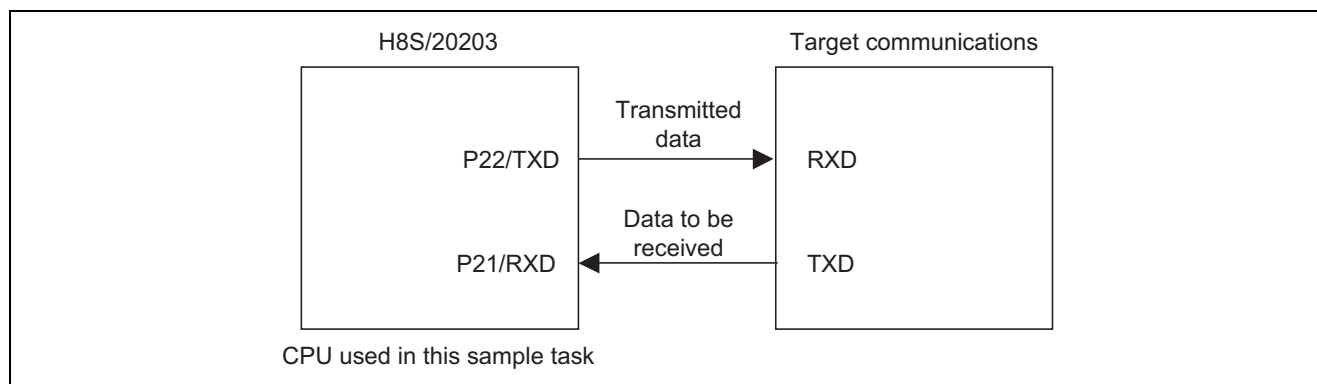 H8S/20203
Target communications
Transmitted
data
P22/TXD
RXD
Data to be
received
P21/RXD
TXD
CPU used in this sample task